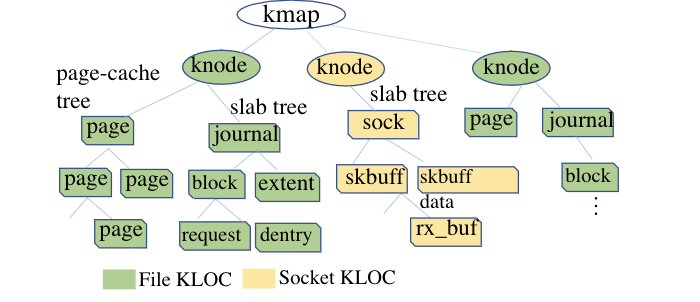 kmap
knode
knode
knode
page-cache
tree
slab tree
slab tree
page
journal
sock
page
journal
page
page
block
extent
skbuff
skbuff
data
block
page
request
dentry
rx_buf
File KLOC
Socket KLOC